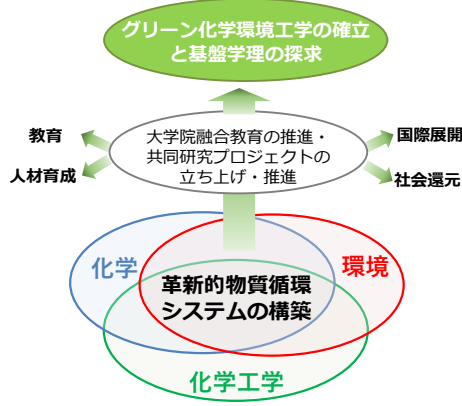 グリーン化学環境工学の確立
と基盤学理の探求
大学院融合教育の推進・
共同研究プロジェクトの
立ち上げ・推進
教育
人材育成
国際展開
社会還元
化学
環境
革新的物質循環
システムの構築
化学工学